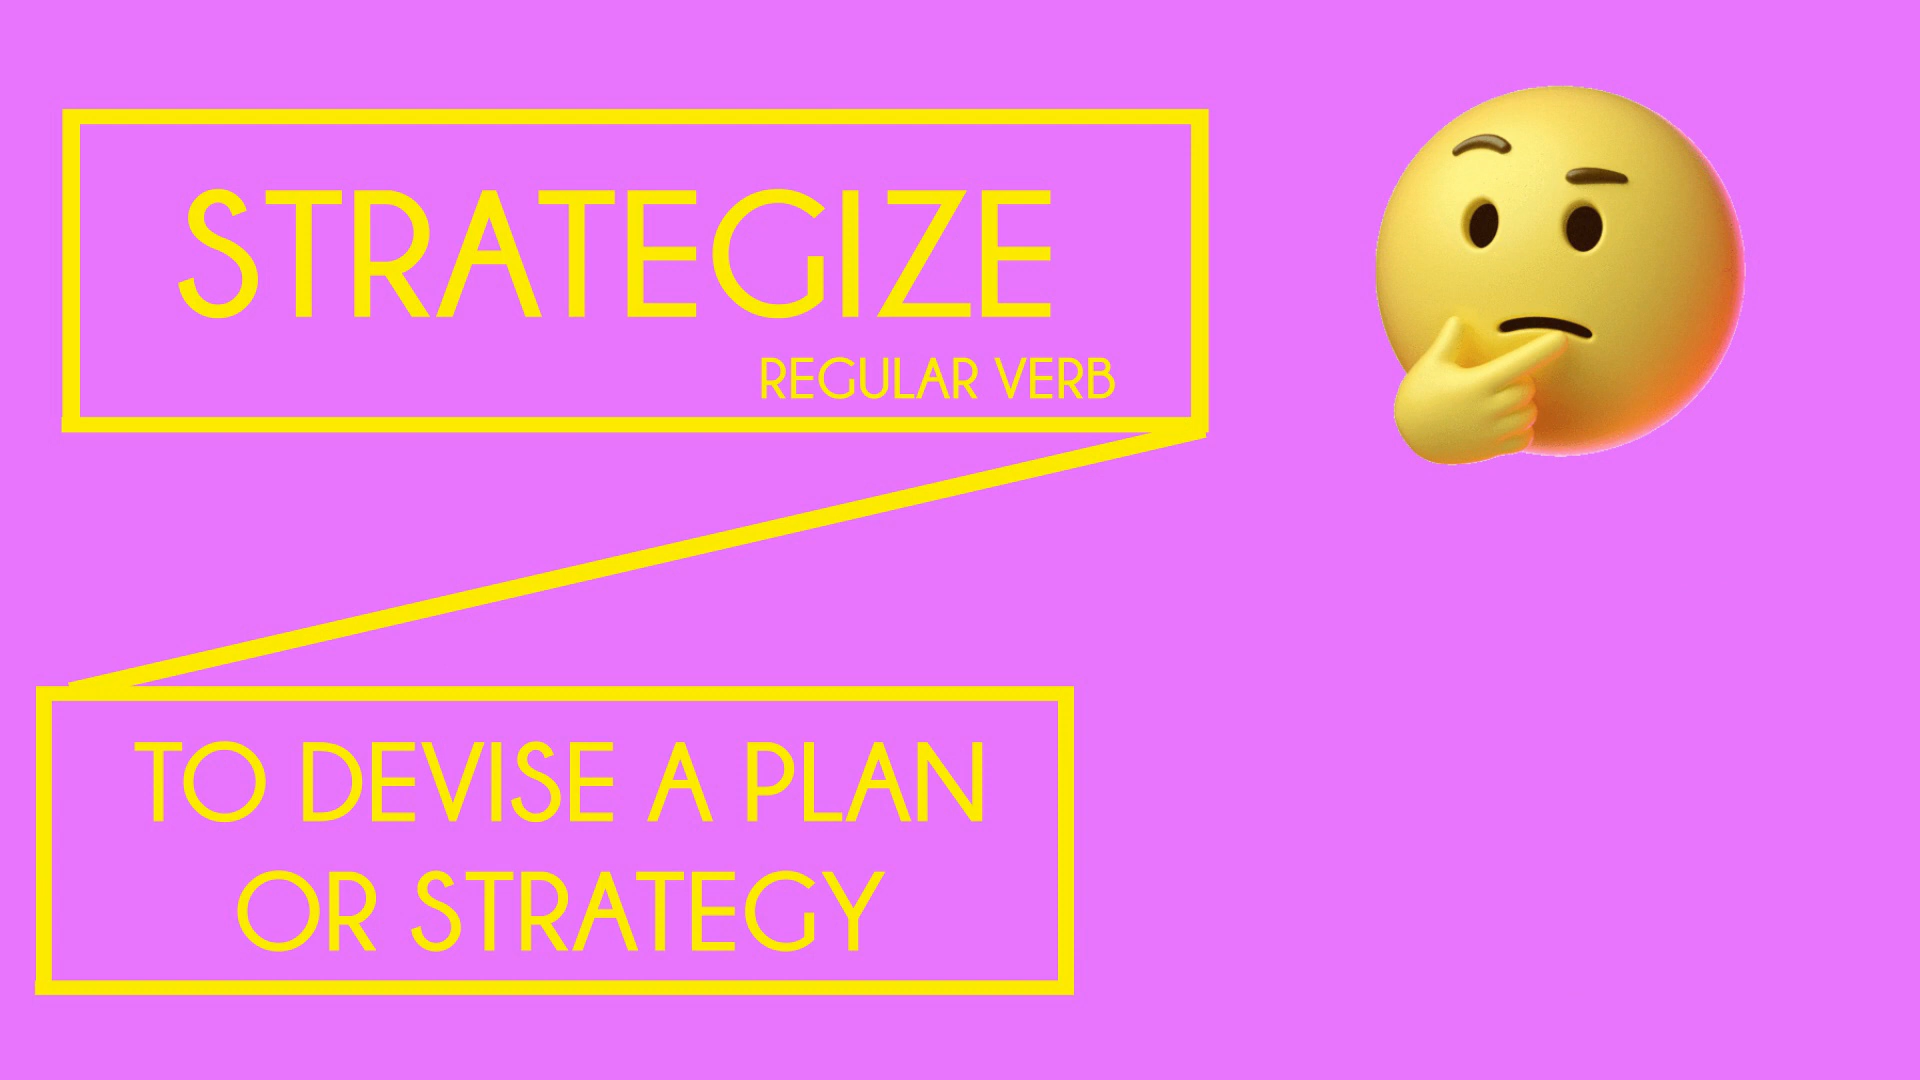 STRATEGIZE
REGULAR VERB
TO DEVISE A PLAN
OR STRATEGY